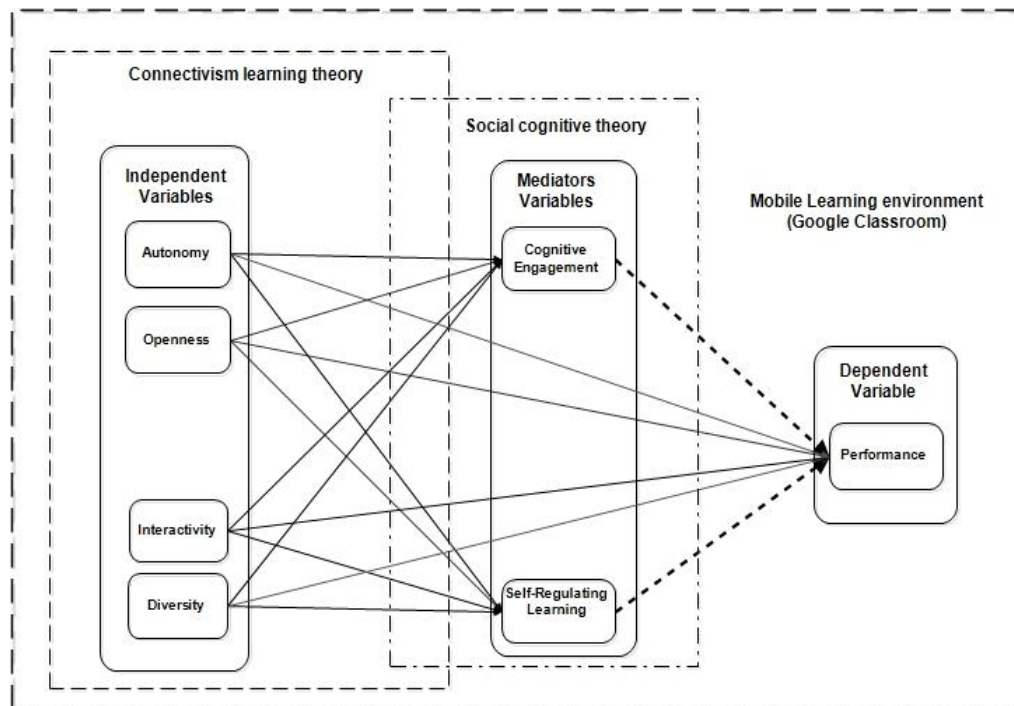 Connectivism learning theory
Social cognitive theory
Independent
Variables
Autonomy
Openness
Interactivity
Diversity
Mediators
Variables
Cognitive
Engagement
Self-Regulating
Learning
Mobile Learning environment
(Google Classroom)
Dependent
Variable
Performance